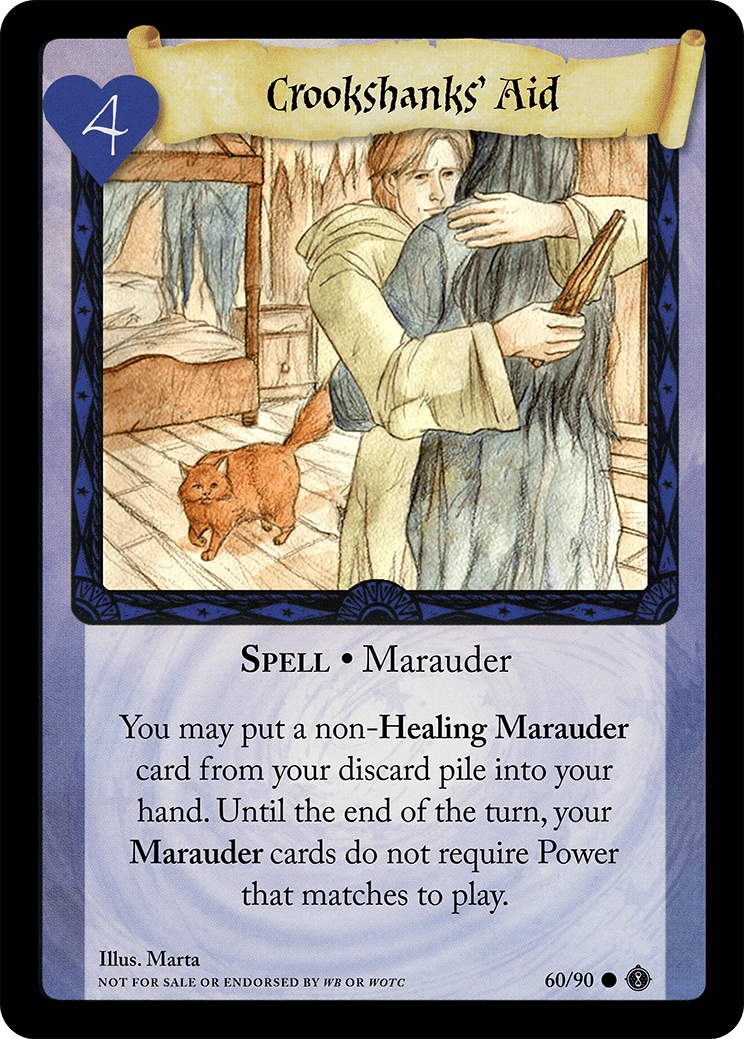 Crookshanks' Aid
4
SPELL • Marauder
You may put a non-Healing Marauder
card from your discard pile into your
hand. Until the end of the turn, your
Marauder cards do not require Power
that matches to play.
Illus. Marta
NOT FOR SALE OR ENDORSED BY WB OR WOTC
60/90